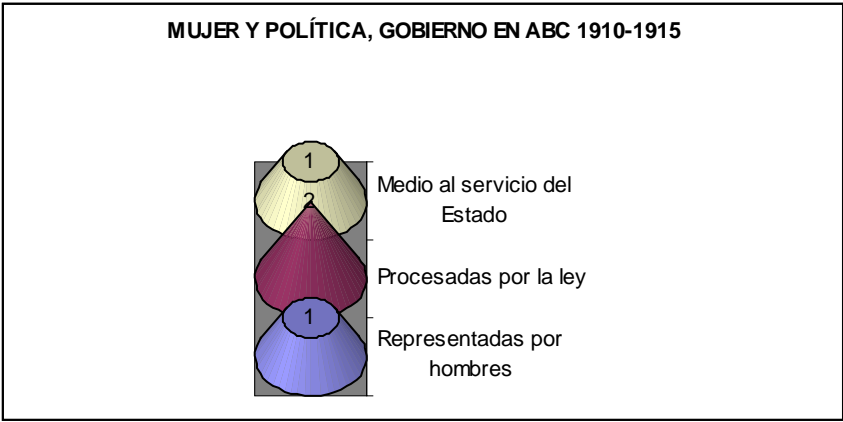 MUJER Y POLÍTICA, GOBIERNO EN ABC 1910-1915
1
Medio al servicio del
Estado
2
Procesadas por la ley
1
Representadas por
hombres